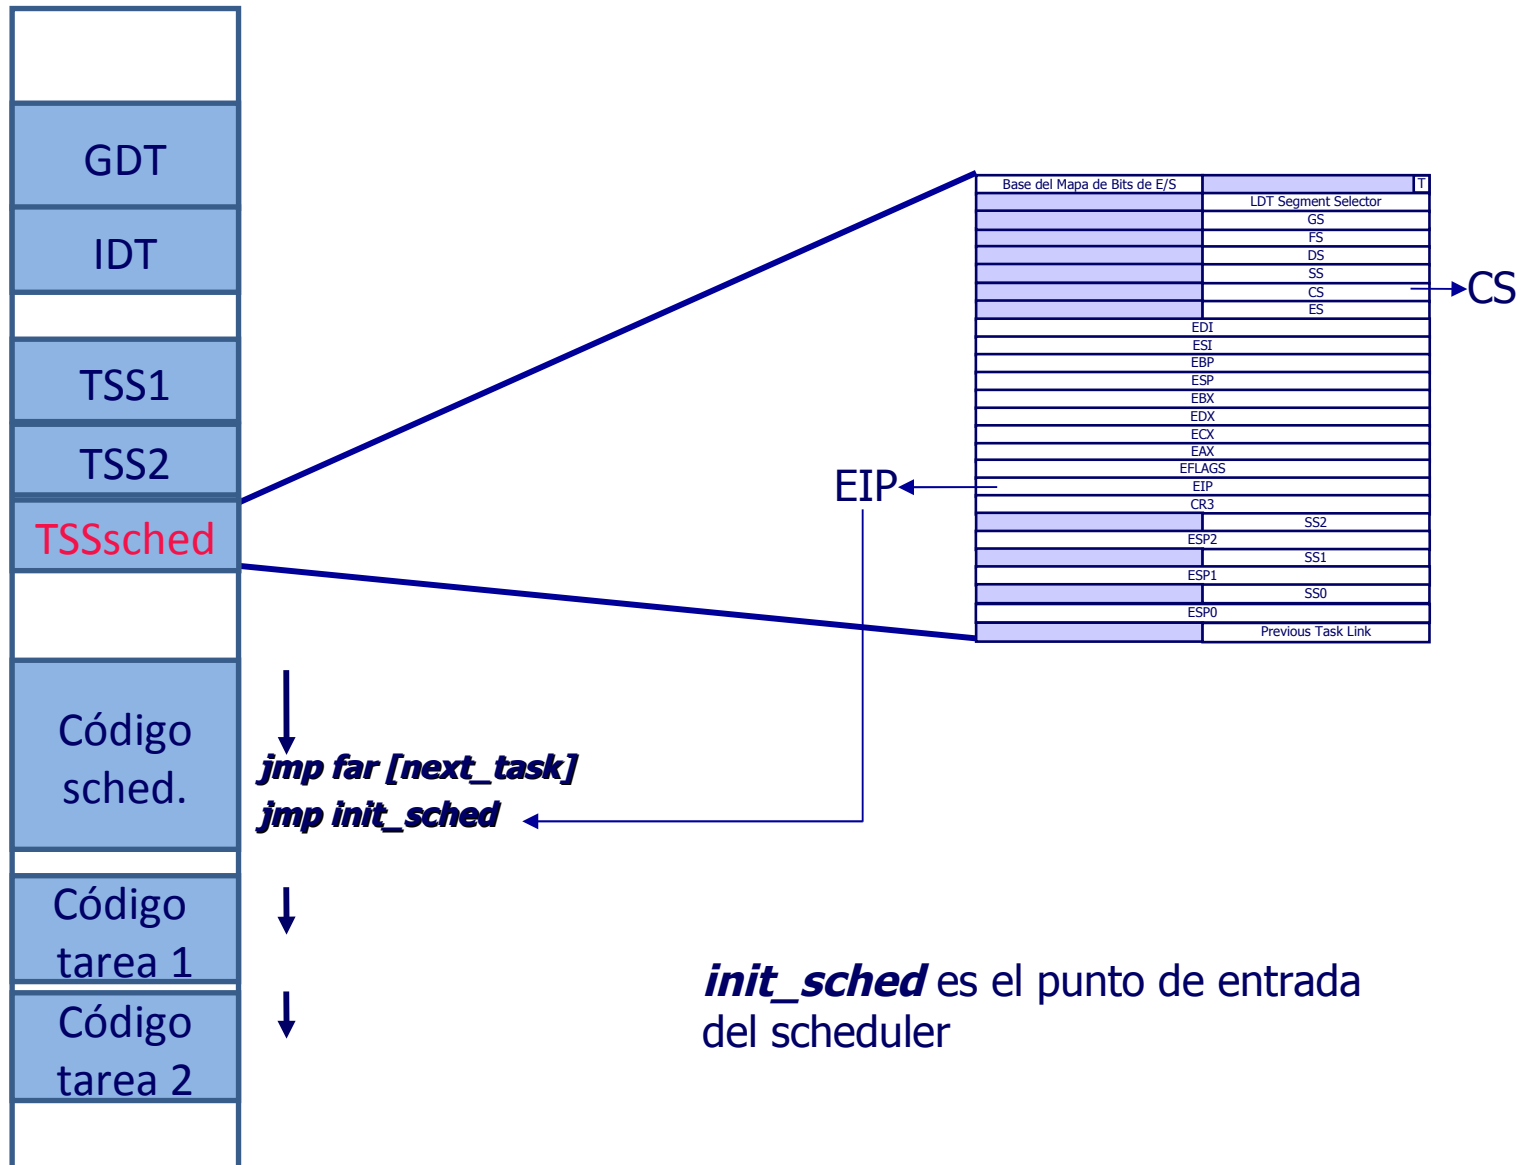 GDT
IDT
TSS1
TSS2
TSSsched
Código
sched.
Código
tarea 1
Código
tarea 2
jmp far [next_task]
jmp init_sched
EIP
CS
Base del Mapa de Bits de E/S T
LDT Segment Selector
GS
FS
DS
SS
CS
ES
EDI
ESI
EBP
ESP
EBX
EDX
ECX
EAX
EFLAGS
EIP
CR3
SS2
ESP2
SS1
ESP1
SS0
ESP0
Previous Task Link
init_sched es el punto de entrada
del scheduler